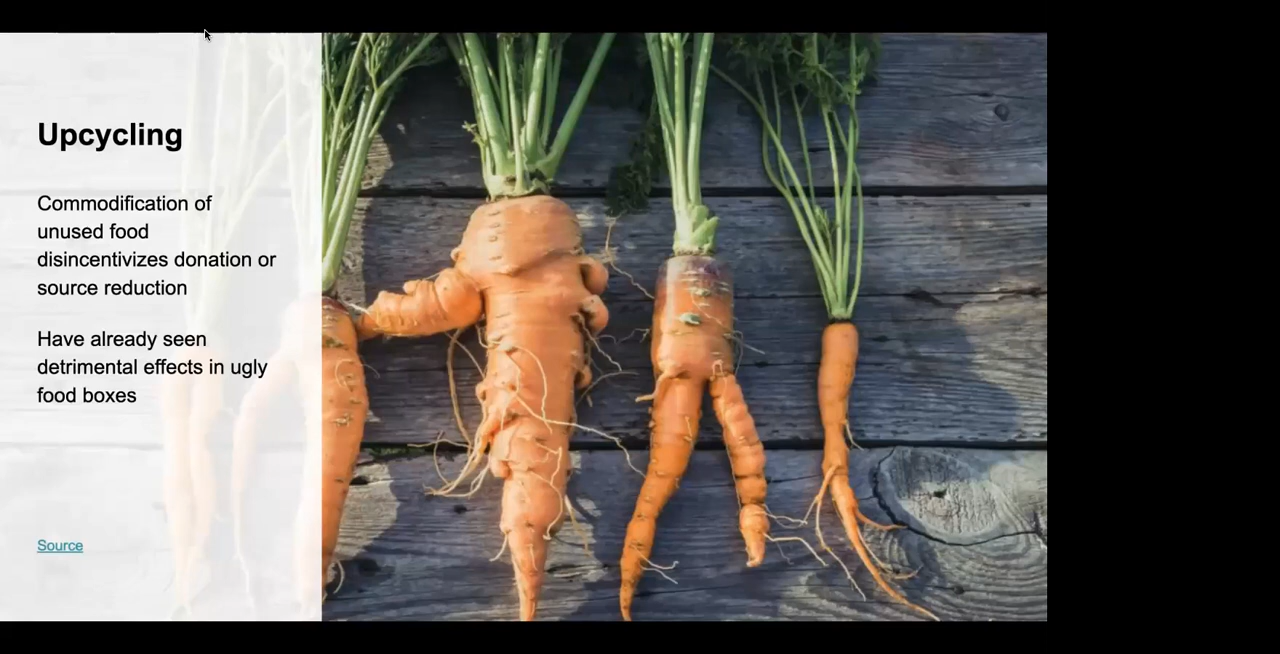 Upcycling
Commodification of
unused food
disincentivizes donation or
source reduction
Have already seen
detrimental effects in ugly
food boxes
Source